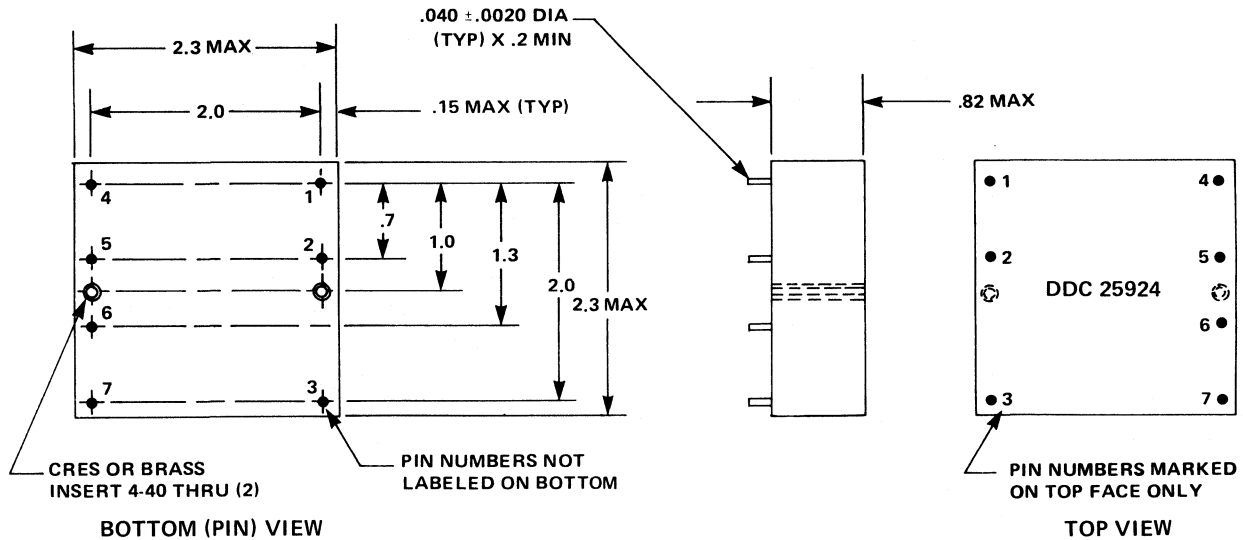 .040 ±.0020 DIA
(TYP) X .2 MIN
2.3 MAX
2.0
.15 MAX (TYP)
.82 MAX
4
1
5
2
6
7
3
.7
1.0
1.3
2.0
2.3 MAX
1
4
2
5
DDC 25924
6
3
7
CRES OR BRASS
INSERT 4-40 THRU (2)
PIN NUMBERS NOT
LABELED ON BOTTOM
PIN NUMBERS MARKED
ON TOP FACE ONLY
BOTTOM (PIN) VIEW
TOP VIEW